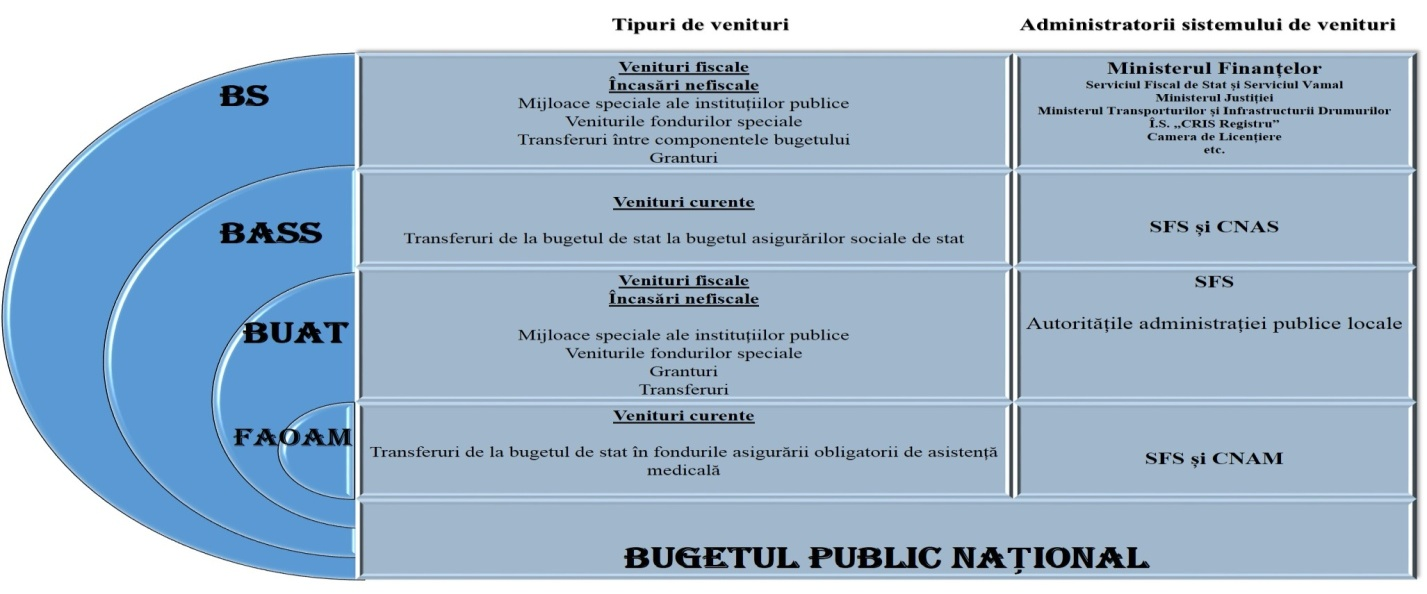 Tipuri de venituri
Administratorii sistemului de venituri
BS
Venituri fiscale
Încasări nefiscale
Mijloace speciale ale instituțiilor publice
Veniturile fondurilor speciale
Transferuri între componentele bugetului
Granturi
Ministerul Finanțelor
Serviciul Fiscal de Stat și Serviciul Vamal
Ministerul Justiției
Ministerul Transporturilor și Infrastructurii Drumurilor
Î.S. „CRIS Registru”
Camera de Licențiere
etc.
BASS
Venituri curente
Transferuri de la bugetul de stat la bugetul asigurărilor sociale de stat
SFS și CNAS
BUAT
Venituri fiscale
Încasări nefiscale
Mijloace speciale ale instituțiilor publice
Veniturile fondurilor speciale
Granturi
Transferuri
SFS
Autoritățile administrației publice locale
FAOAM
Venituri curente
Transferuri de la bugetul de stat în fondurile asigurării obligatorii de asistență
medicală
SFS și CNAM
BUGETUL PUBLIC NAȚIONAL